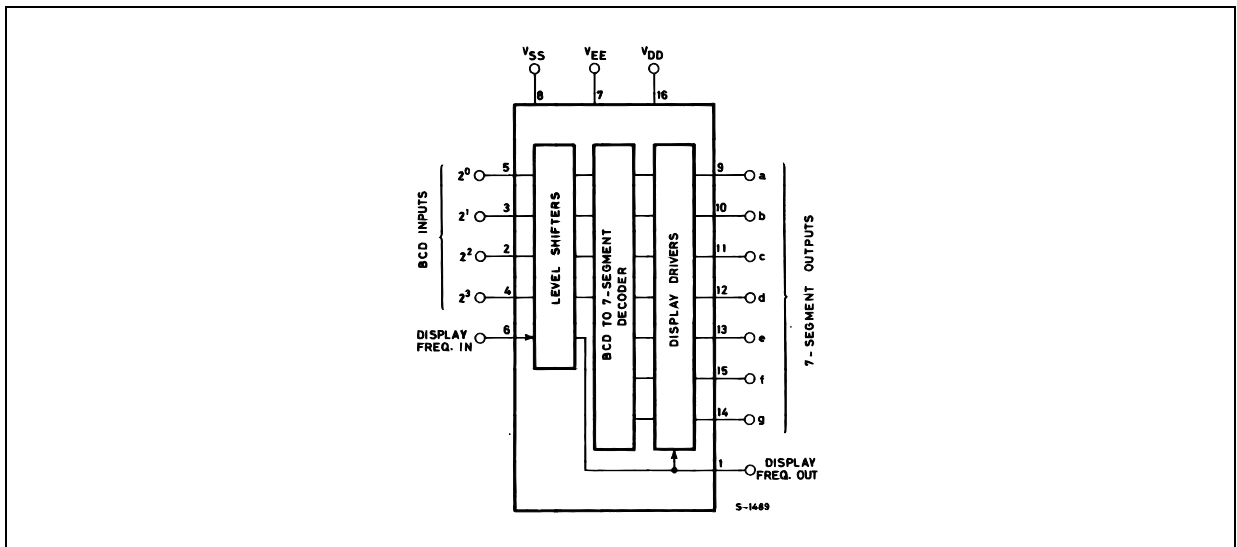 VSS VEE VDD
8 7 16
BCD INPUTS
2⁰ 5
2¹ 3
2² 2
2³ 4
DISPLAY
FREQ. IN
6
LEVEL SHIFTERS
BCD TO 7-SEGMENT
DECODER
DISPLAY DRIVERS
9 a
10 b
11 c
12 d
13 e
15 f
14 g
7-SEGMENT OUTPUTS
1 DISPLAY
FREQ. OUT
S-1489